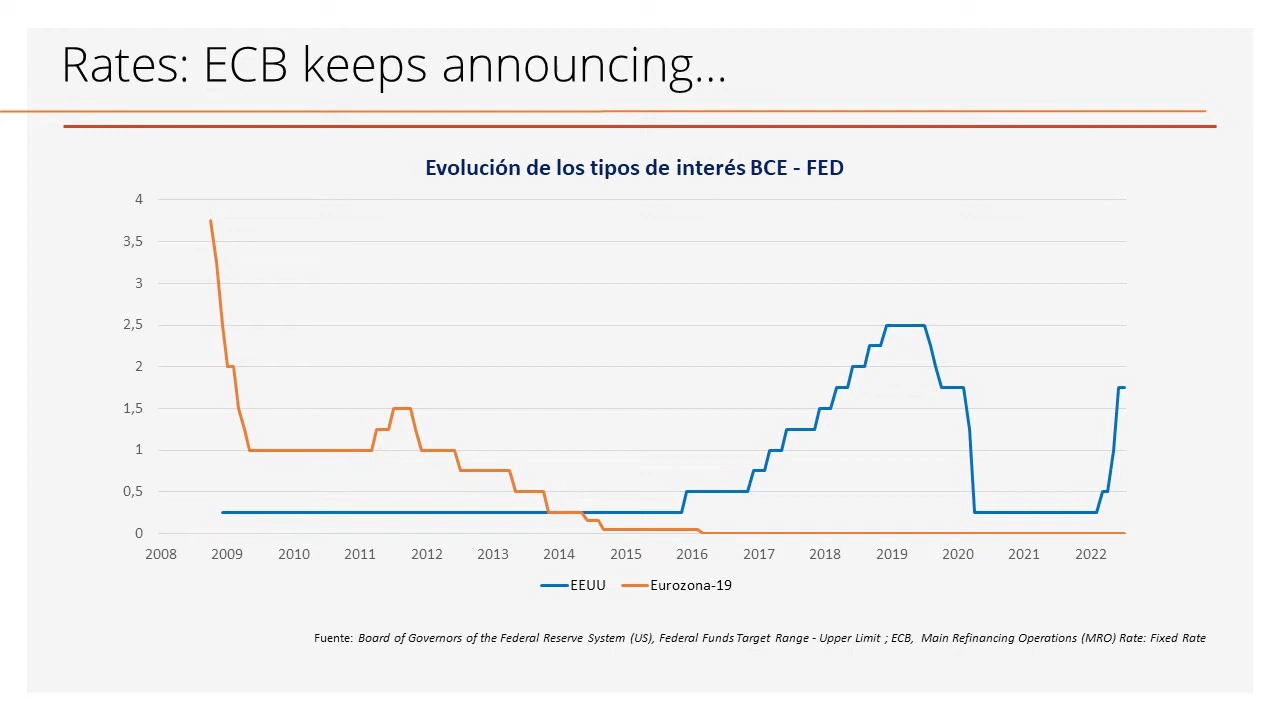 Rates: ECB keeps announcing…
Evolución de los tipos de interés BCE - FED
4
3,5
3
2,5
2
1,5
1
0,5
0
2008 2009 2010 2011 2012 2013 2014 2015 2016 2017 2018 2019 2020 2021 2022
EEUU Eurozona-19
Fuente: Board of Governors of the Federal Reserve System (US), Federal Funds Target Range - Upper Limit ; ECB, Main Refinancing Operations (MRO) Rate: Fixed Rate